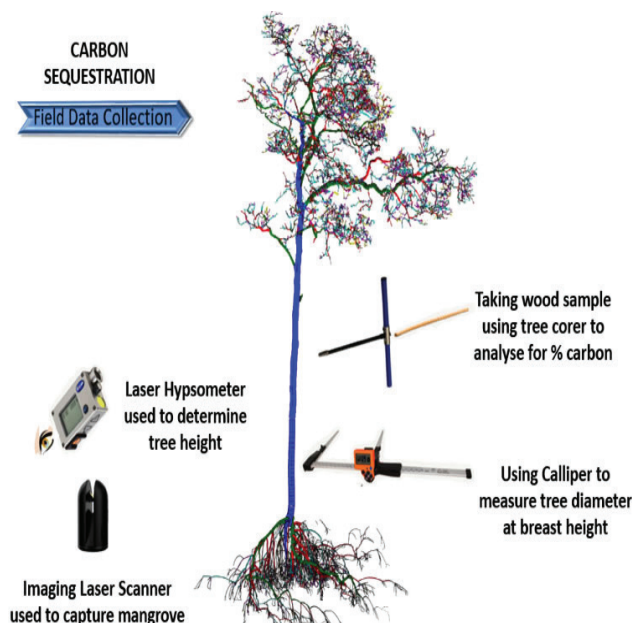 CARBON
SEQUESTRATION
Field Data Collection
Taking wood sample
using tree corer to
analyse for % carbon
Laser Hypsometer
used to determine
tree height
Using Calliper to
measure tree diameter
at breast height
Imaging Laser Scanner
used to capture mangrove